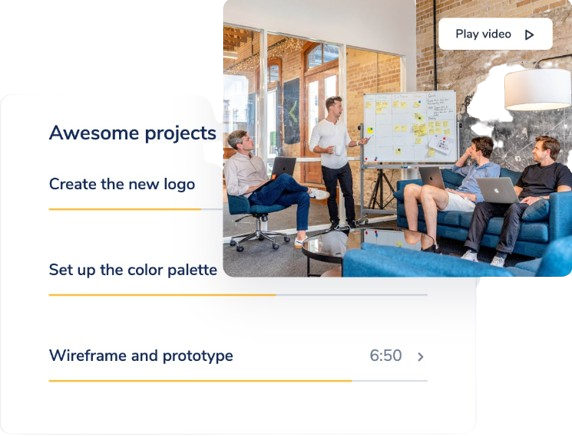 Play video
Awesome projects
Create the new logo
Set up the color palette
Wireframe and prototype 6:50